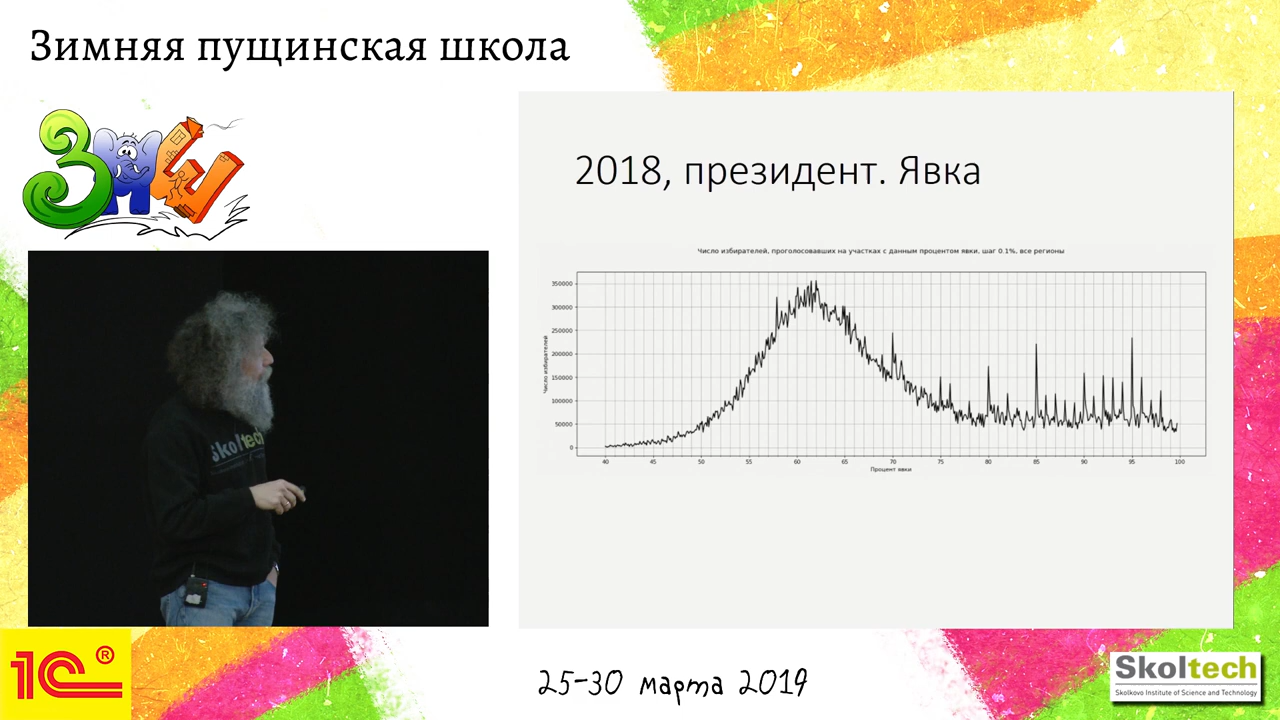 Зимняя пущинская школа
ЗПШ
2018, президент. Явка
Число избирателей, проголосовавших на участках с данным процентом явки, шаг 0.1%, все регионы
Число избирателей
350000
300000
250000
200000
150000
100000
50000
0
40 45 50 55 60 65 70 75 80 85 90 95 100
Процент явки
Skoltech
1С®
25-30 марта 2019
Skoltech
Skolkovo Institute of Science and Technology